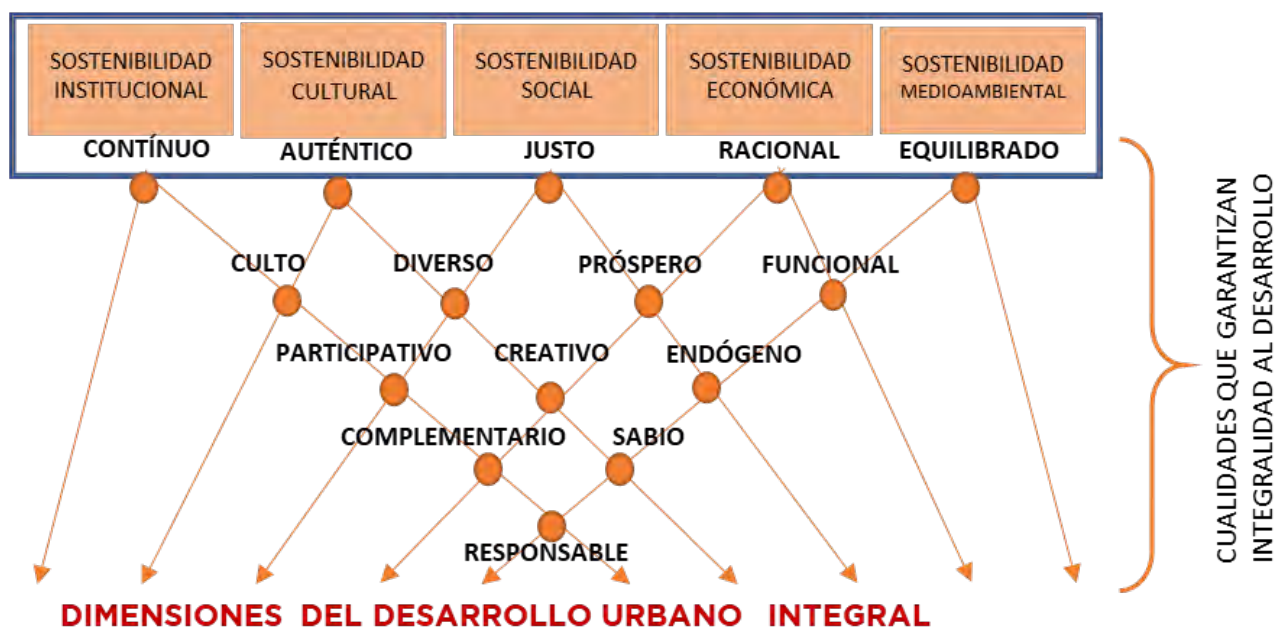 SOSTENIBILIDAD
INSTITUCIONAL
SOSTENIBILIDAD
CULTURAL
SOSTENIBILIDAD
SOCIAL
SOSTENIBILIDAD
ECONÓMICA
SOSTENIBILIDAD
MEDIOAMBIENTAL
CONTÍNUO
AUTÉNTICO
JUSTO
RACIONAL
EQUILIBRADO
CULTO
DIVERSO
PRÓSPERO
FUNCIONAL
PARTICIPATIVO
CREATIVO
ENDÓGENO
COMPLEMENTARIO
SABIO
RESPONSABLE
CUALIDADES QUE GARANTIZAN
INTEGRALIDAD AL DESARROLLO
DIMENSIONES DEL DESARROLLO URBANO INTEGRAL